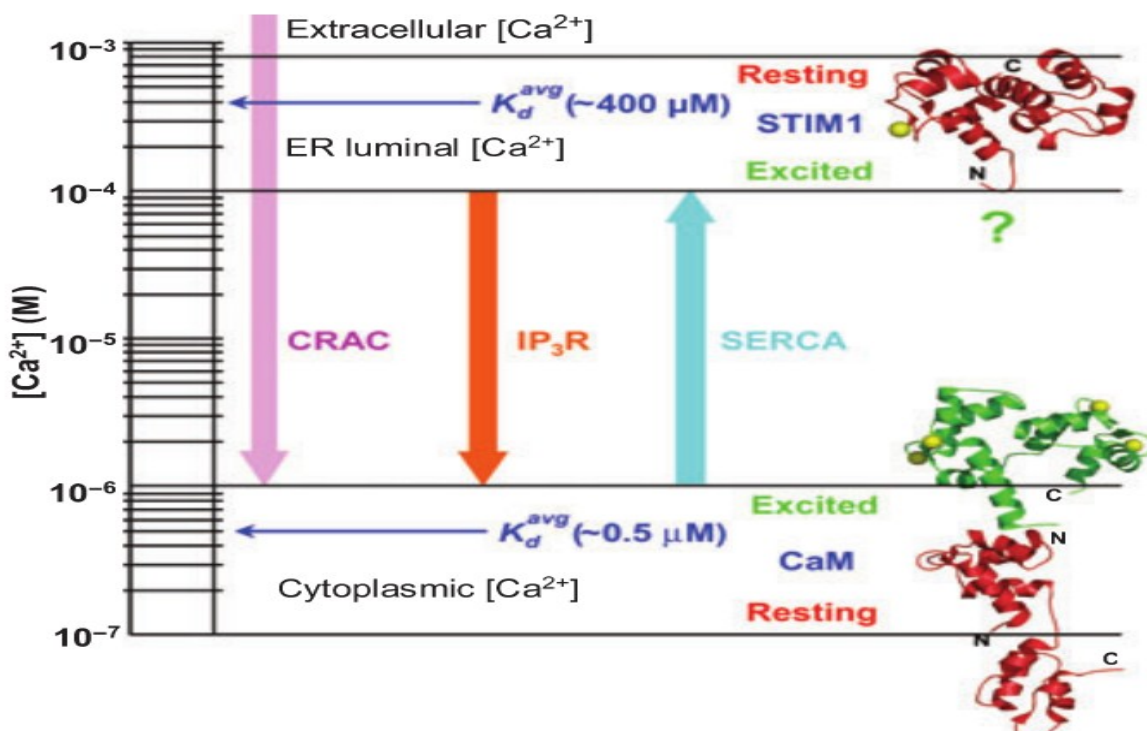 Extracellular [Ca²⁺]
10⁻³
Resting
C
K_d^avg (~400 µM)
STIM1
ER luminal [Ca²⁺]
Excited
N
10⁻⁴
?
[Ca²⁺] (M)
10⁻⁵
CRAC
IP₃R
SERCA
10⁻⁶
Excited
C
K_d^avg (~0.5 µM)
N
CaM
Cytoplasmic [Ca²⁺]
Resting
10⁻⁷
N
C